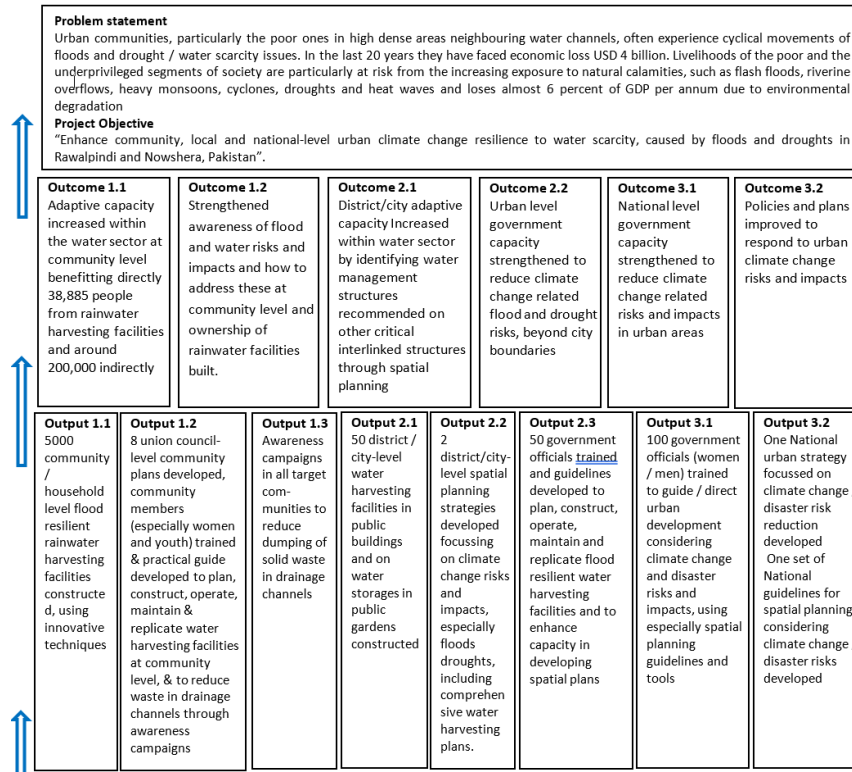 Problem statement
Urban communities, particularly the poor ones in high dense areas neighbouring water channels, often experience cyclical movements of
floods and drought / water scarcity issues. In the last 20 years they have faced economic loss USD 4 billion. Livelihoods of the poor and the
underprivileged segments of society are particularly at risk from the increasing exposure to natural calamities, such as flash floods, riverine
overflows, heavy monsoons, cyclones, droughts and heat waves and loses almost 6 percent of GDP per annum due to environmental
degradation
Project Objective
“Enhance community, local and national-level urban climate change resilience to water scarcity, caused by floods and droughts in
Rawalpindi and Nowshera, Pakistan”.
Outcome 1.1
Adaptive capacity
increased within
the water sector at
community level
benefitting directly
38,885 people
from rainwater
harvesting facilities
and around
200,000 indirectly
Outcome 1.2
Strengthened
awareness of flood
and water risks and
impacts and how to
address these at
community level and
ownership of
rainwater facilities
built.
Outcome 2.1
District/city adaptive
capacity Increased
within water sector
by identifying water
management
structures
recommended on
other critical
interlinked structures
through spatial
planning
Outcome 2.2
Urban level
government
capacity
strengthened to
reduce climate
change related
flood and drought
risks, beyond city
boundaries
Outcome 3.1
National level
government
capacity
strengthened to
reduce climate
change related
risks and impacts
in urban areas
Outcome 3.2
Policies and plans
improved to
respond to urban
climate change
risks and impacts
Output 1.1
5000
community
/
household
level flood
resilient
rainwater
harvesting
facilities
constructe
d, using
innovative
techniques
Output 1.2
8 union council-
level community
plans developed,
community
members
(especially women
and youth) trained
& practical guide
developed to plan,
construct, operate,
maintain &
replicate water
harvesting facilities
at community
level, & to reduce
waste in drainage
channels through
awareness
campaigns
Output 1.3
Awareness
campaigns
in all target
com-
munities to
reduce
dumping of
solid waste
in drainage
channels
Output 2.1
50 district /
city-level
water
harvesting
facilities in
public
buildings
and on
water
storages in
public
gardens
constructed
Output 2.2
2
district/city-
level spatial
planning
strategies
developed
focussing
on climate
change risks
and
impacts,
especially
floods
droughts,
including
comprehen
sive water
harvesting
plans.
Output 2.3
50 government
officials trained
and guidelines
developed to
plan, construct,
operate,
maintain and
replicate flood
resilient water
harvesting
facilities and to
enhance
capacity in
developing
spatial plans
Output 3.1
100 government
officials (women
/ men) trained
to guide / direct
urban
development
considering
climate change
and disaster
risks and
impacts, using
especially spatial
planning
guidelines and
tools
Output 3.2
One National
urban strategy
focussed on
climate change
disaster risk
reduction
developed
One set of
National
guidelines for
spatial planning
considering
climate change
disaster risks
developed